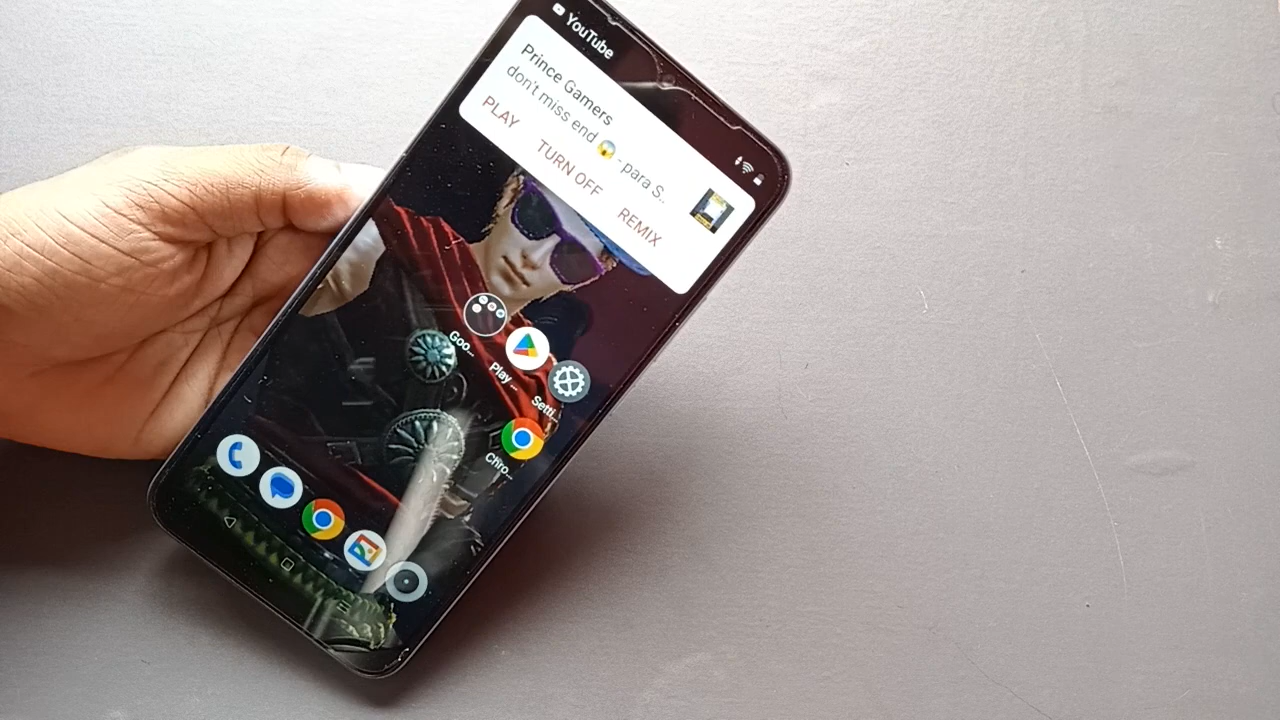 YouTube
Prince Gamers
don't miss end 😱 - para S..
PLAY TURN OFF REMIX
Goo...
Play ...
Setti...
Chro...